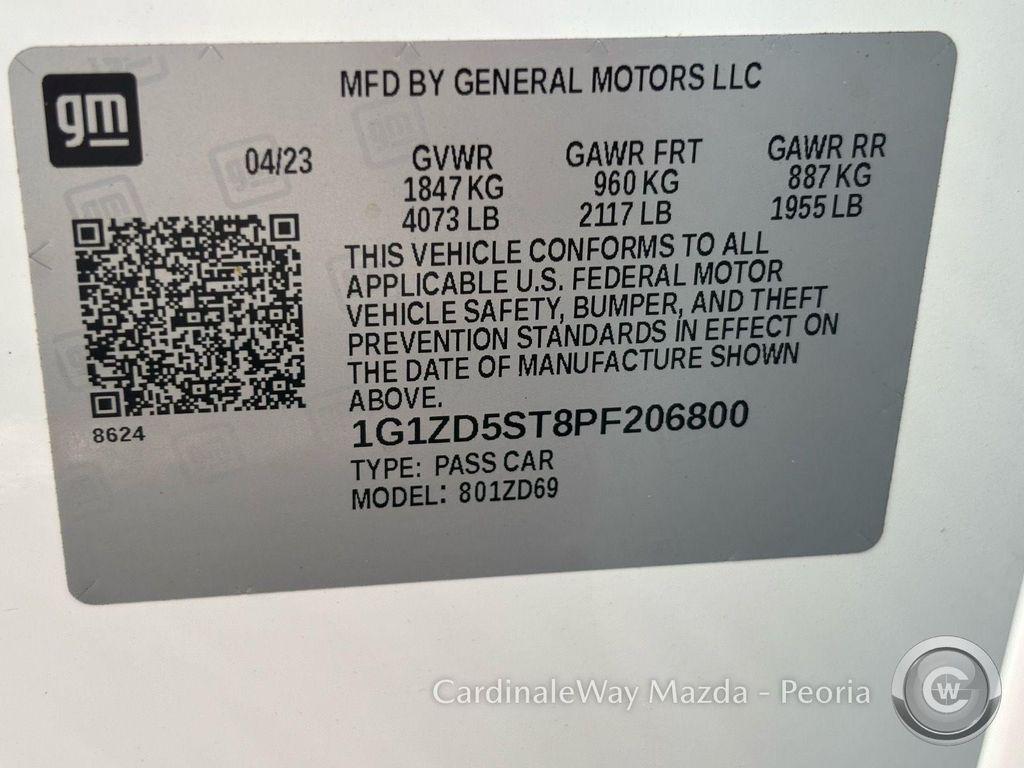 gm
MFD BY GENERAL MOTORS LLC
04/23
GVWR GAWR FRT GAWR RR
1847 KG 960 KG 887 KG
4073 LB 2117 LB 1955 LB
THIS VEHICLE CONFORMS TO ALL
APPLICABLE U.S. FEDERAL MOTOR
VEHICLE SAFETY, BUMPER, AND THEFT
PREVENTION STANDARDS IN EFFECT ON
THE DATE OF MANUFACTURE SHOWN
ABOVE.
8624
1G1ZD5ST8PF206800
TYPE: PASS CAR
MODEL: 801ZD69
CardinaleWay Mazda - Peoria
CW